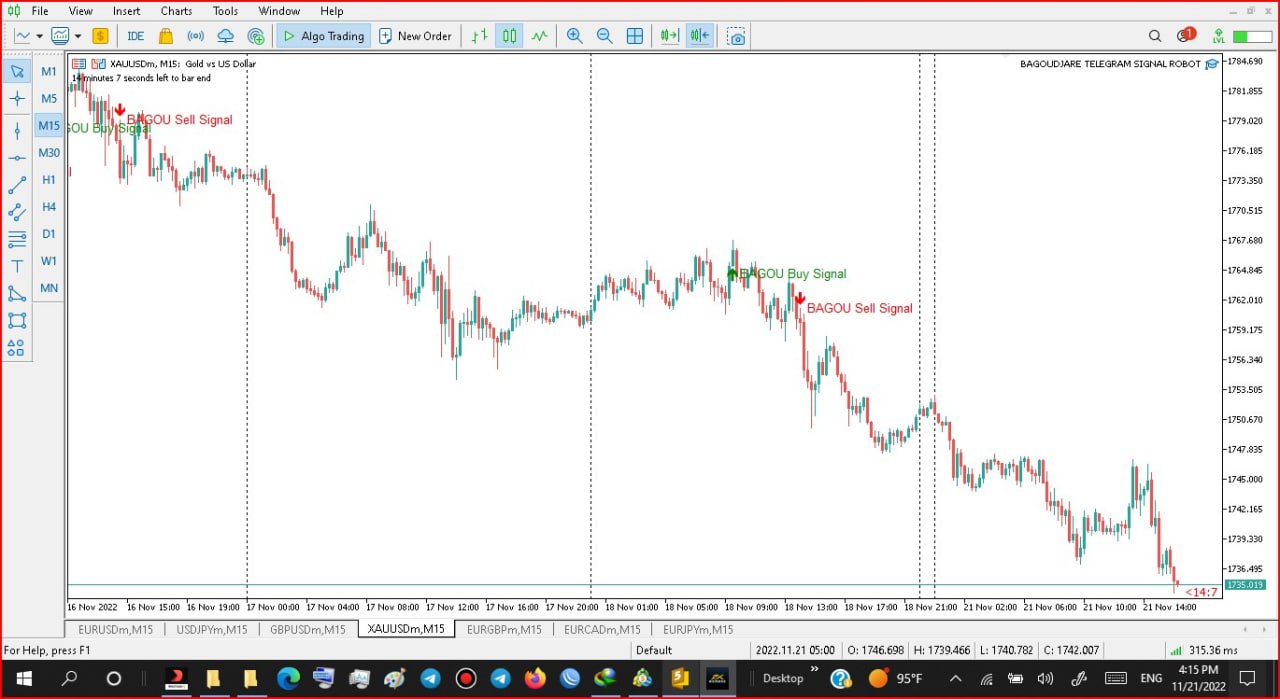 File View Insert Charts Tools Window Help
IDE Algo Trading New Order 1 LVL
M1
M5
M15
M30
H1
H4
D1
W1
MN
XAUUSDm, M15: Gold vs US Dollar
14 minutes 7 seconds left to bar end
BAGOUDJARE TELEGRAM SIGNAL ROBOT
BAGOU Sell Signal
GOU Buy Signal
BAGOU Buy Signal
BAGOU Sell Signal
1784.690
1781.855
1779.020
1776.185
1773.350
1770.515
1767.680
1764.845
1762.010
1759.175
1756.340
1753.505
1750.670
1747.835
1745.000
1742.165
1739.330
1736.495
1735.019
<14:7
16 Nov 2022 16 Nov 15:00 16 Nov 19:00 17 Nov 00:00 17 Nov 04:00 17 Nov 08:00 17 Nov 12:00 17 Nov 16:00 17 Nov 20:00 18 Nov 01:00 18 Nov 05:00 18 Nov 09:00 18 Nov 13:00 18 Nov 17:00 18 Nov 21:00 21 Nov 02:00 21 Nov 06:00 21 Nov 10:00 21 Nov 14:00
EURUSDm,M15 USDJPYm,M15 GBPUSDm,M15 XAUUSDm,M15 EURGBPm,M15 EURCADm,M15 EURJPYm,M15
For Help, press F1 Default 2022.11.21 05:00 O: 1746.698 H: 1739.466 L: 1740.782 C: 1742.007 315.36 ms
Desktop 95°F ENG 4:15 PM
11/21/2022